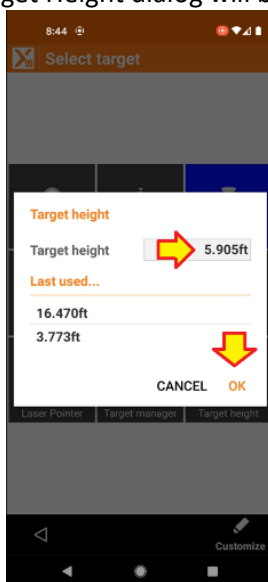 get Height dialog will b
8:44
Select target
Target height
Target height 5.905ft
Last used...
16.470ft
3.773ft
CANCEL OK
Laser Pointer Target manager Target height
Customize